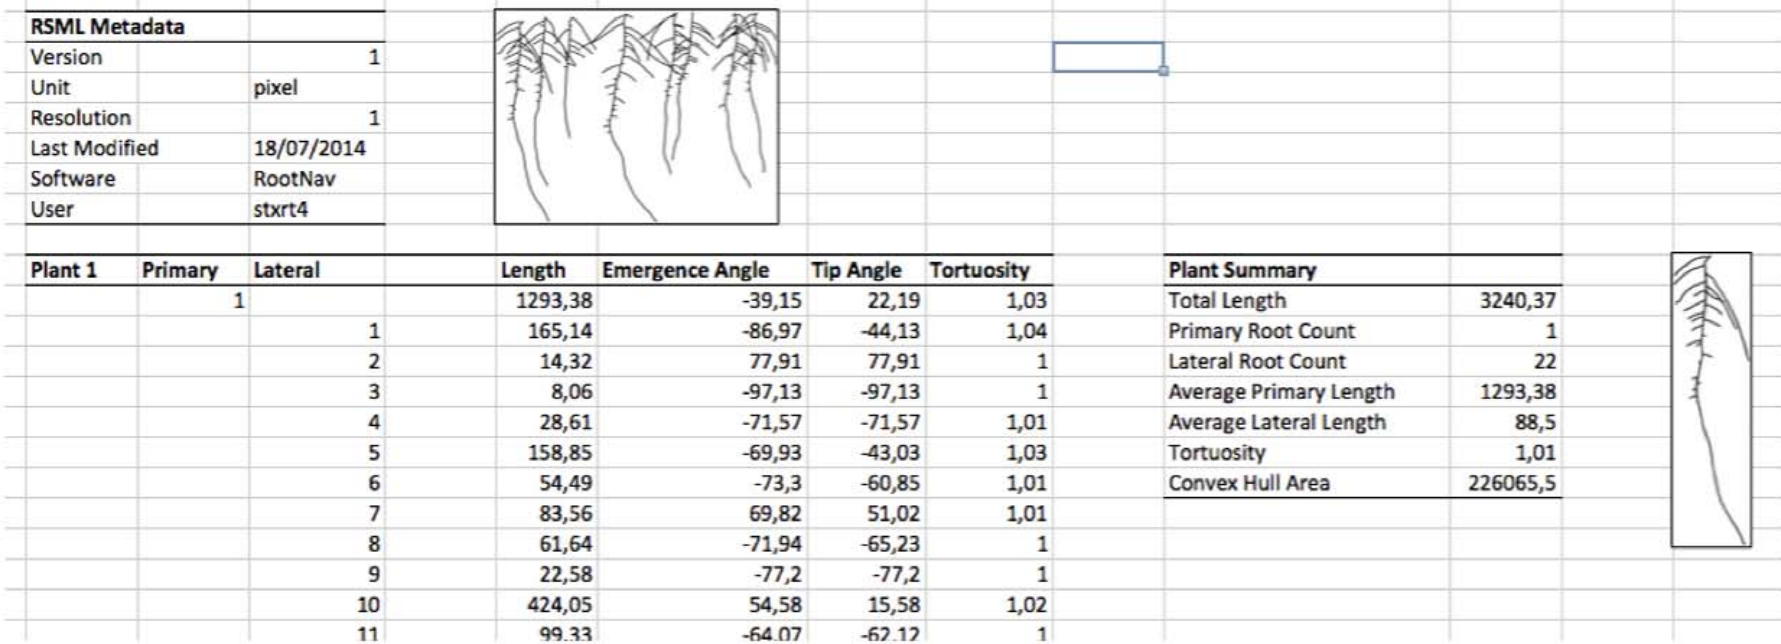 RSML Metadata
Version 1
Unit pixel
Resolution 1
Last Modified 18/07/2014
Software RootNav
User stxrt4
Plant 1 Primary Lateral Length Emergence Angle Tip Angle Tortuosity Plant Summary
1 1293,38 -39,15 22,19 1,03 Total Length 3240,37
1 165,14 -86,97 -44,13 1,04 Primary Root Count 1
2 14,32 77,91 77,91 1 Lateral Root Count 22
3 8,06 -97,13 -97,13 1 Average Primary Length 1293,38
4 28,61 -71,57 -71,57 1,01 Average Lateral Length 88,5
5 158,85 -69,93 -43,03 1,03 Tortuosity 1,01
6 54,49 -73,3 -60,85 1,01 Convex Hull Area 226065,5
7 83,56 69,82 51,02 1,01
8 61,64 -71,94 -65,23 1
9 22,58 -77,2 -77,2 1
10 424,05 54,58 15,58 1,02
11 99,33 -64,07 -62,12 1